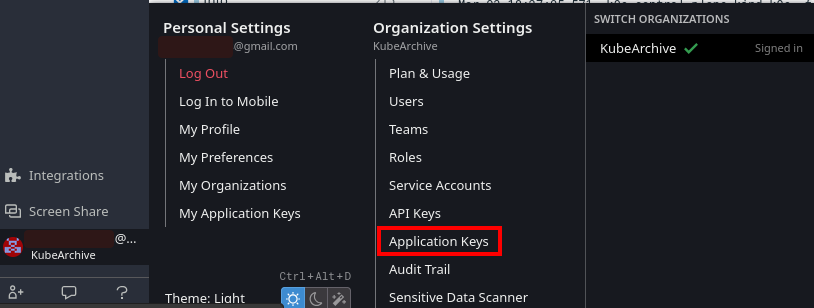 Personal Settings
@gmail.com
Log Out
Log In to Mobile
My Profile
My Preferences
My Organizations
My Application Keys
Ctrl+Alt+D
Theme: Light
Organization Settings
KubeArchive
Plan & Usage
Users
Teams
Roles
Service Accounts
API Keys
Application Keys
Audit Trail
Sensitive Data Scanner
SWITCH ORGANIZATIONS
KubeArchive Signed in
Integrations
Screen Share
@...
KubeArchive